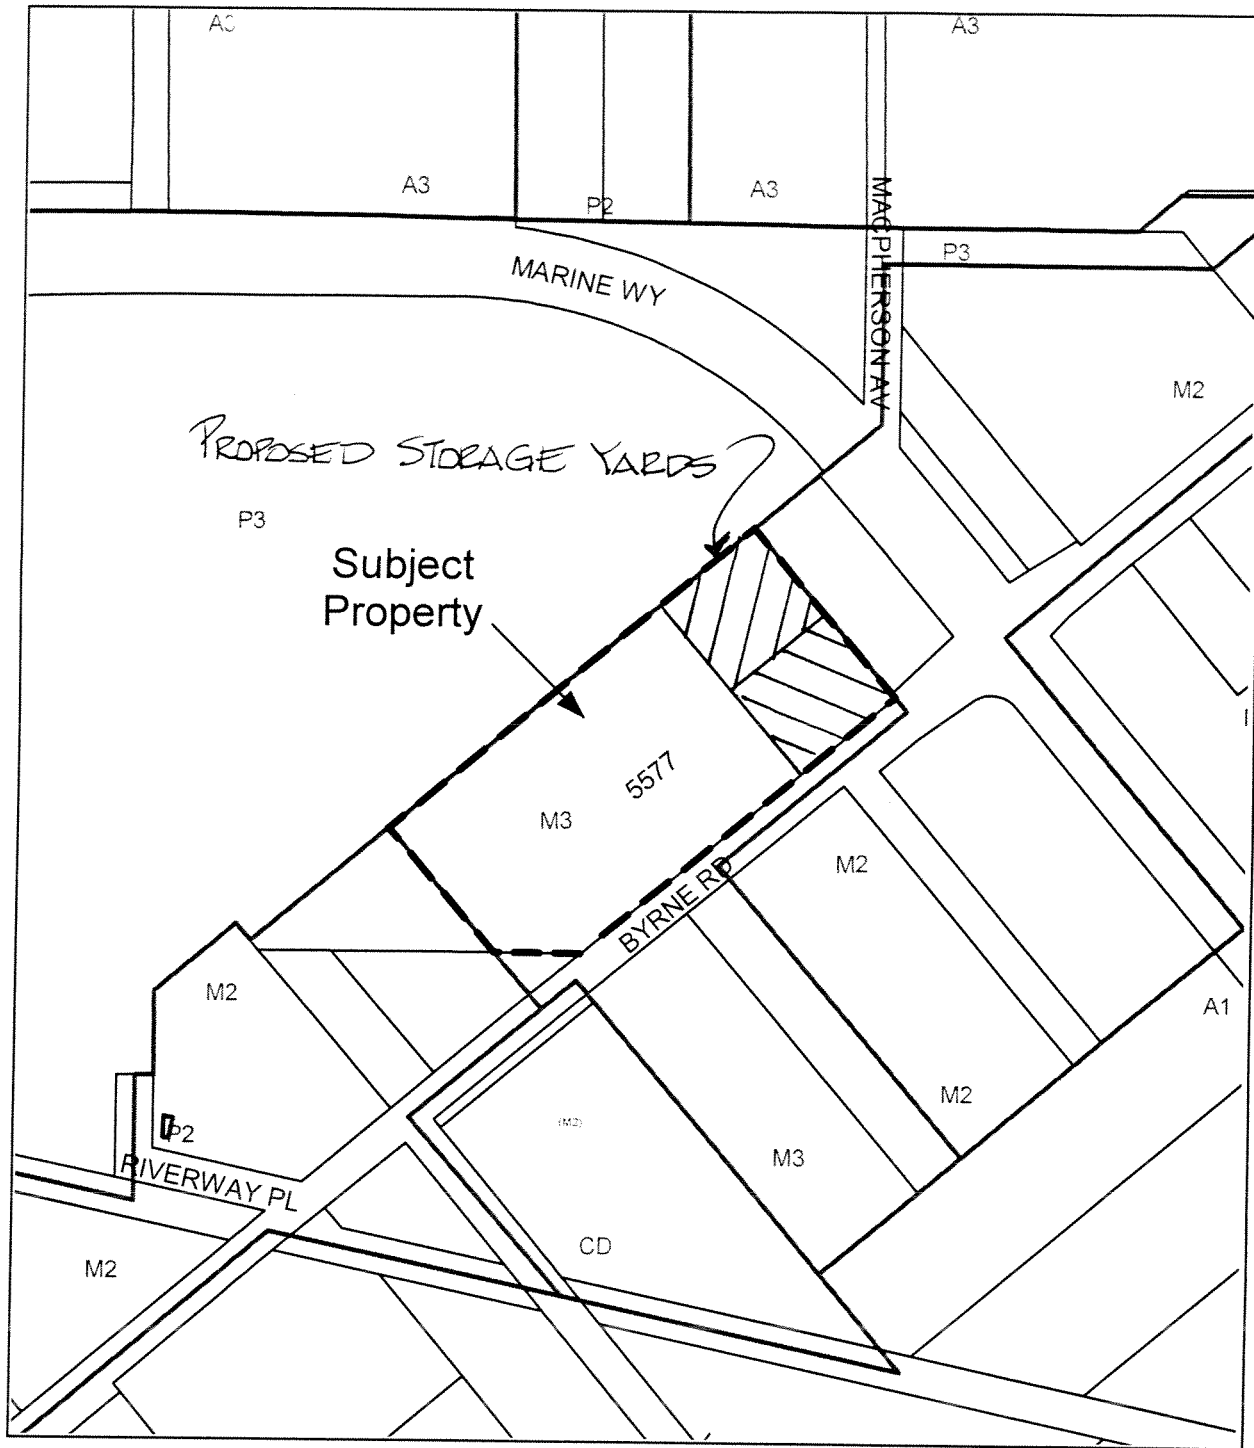 A3
A3
A3
P2
A3
MACPHERSON AV
P3
MARINE WY
M2
PROPOSED STORAGE YARDS
P3
Subject
Property
5577
M3
M2
BYRNE RD
M2
A1
M2
(M2)
P2
M3
RIVERWAY PL
CD
M2